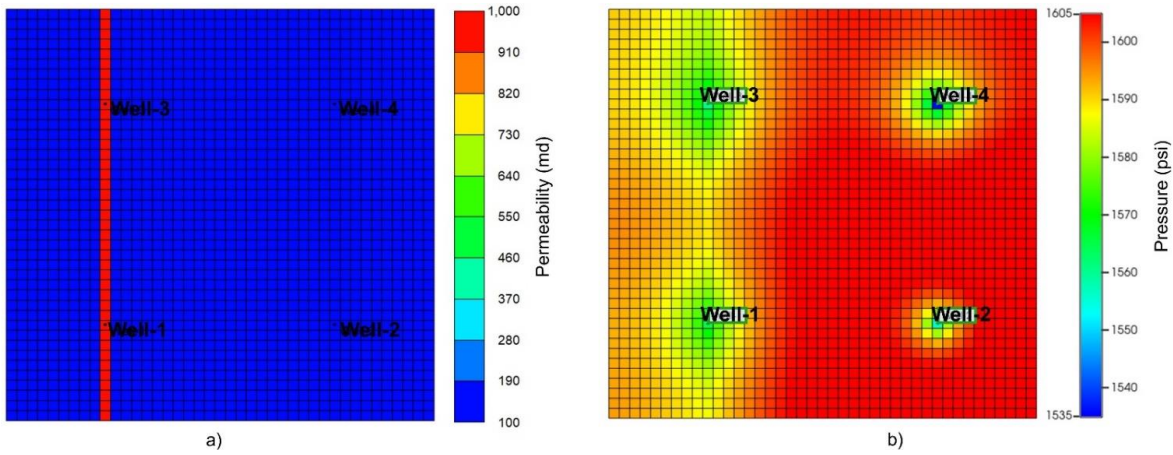 1,000
910
820
730
640
550
460
370
280
190
100
Permeability (md)
Well-3
Well-4
Well-1
Well-2
a)
1605
1600
1590
1580
1570
1560
1550
1540
1535
Pressure (psi)
Well-3
Well-4
Well-1
Well-2
b)